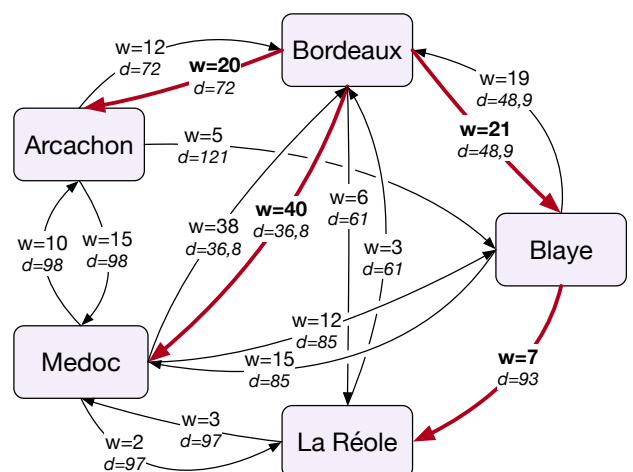 w=12
d=72
w=20
d=72
Bordeaux
w=19
d=48,9
w=21
d=48,9
Arcachon
w=5
d=121
w=6
d=61
w=38
d=36,8
w=40
d=36,8
w=10
d=98
w=15
d=98
w=3
d=61
Blaye
w=12
d=85
w=15
d=85
Medoc
w=7
d=93
w=3
d=97
w=2
d=97
La Réole